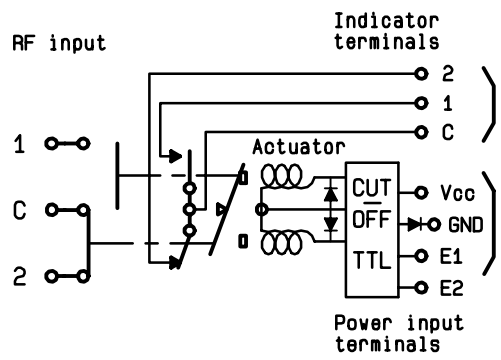 Indicator
terminals
RF input
2
1
C
1
Actuator
CUT
OFF
TTL
Vcc
GND
E1
E2
C
2
Power input
terminals